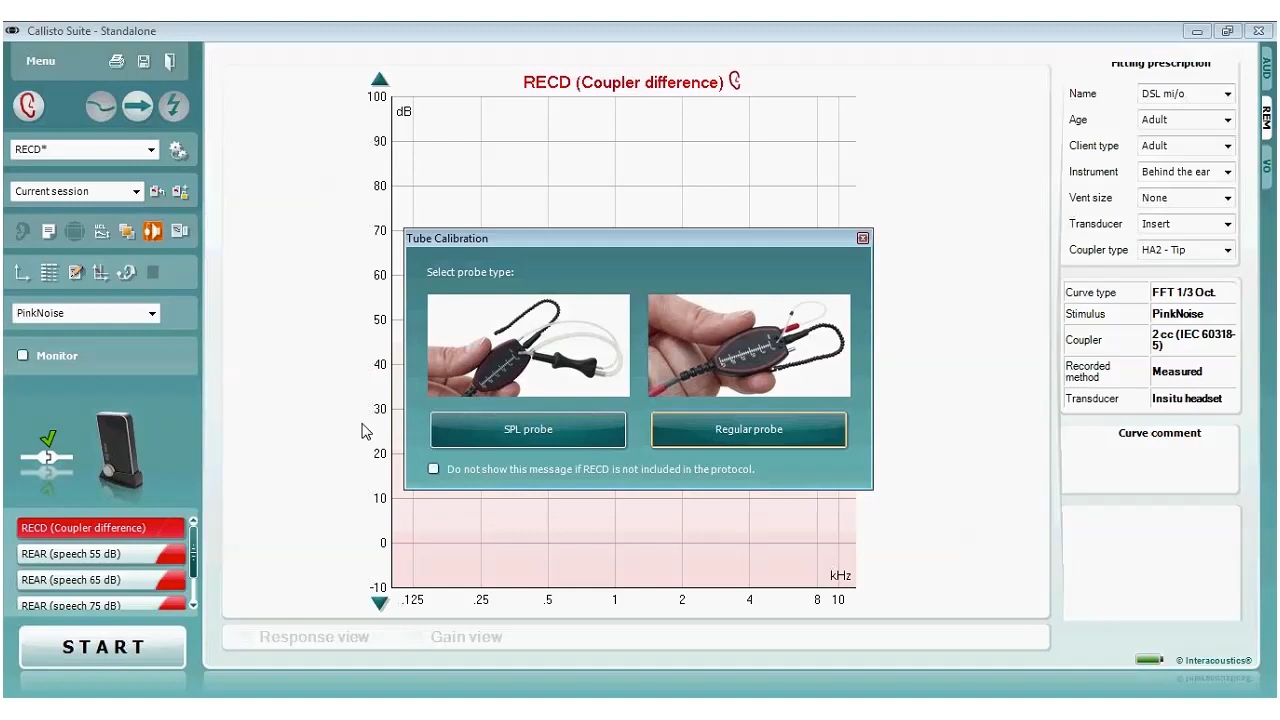 Callisto Suite - Standalone
Menu
RECD*
Current session
UCL
PinkNoise
Monitor
RECD (Coupler difference)
REAR (speech 55 dB)
REAR (speech 65 dB)
REAR (speech 75 dB)
START
RECD (Coupler difference)
dB
100
90
80
70
60
50
40
30
20
10
0
-10
.125
.25
.5
1
2
4
8
10
kHz
Tube Calibration
Select probe type:
SPL probe
Regular probe
Do not show this message if RECD is not included in the protocol.
Response view
Gain view
Fitting prescription
Name DSL mi/o
Age Adult
Client type Adult
Instrument Behind the ear
Vent size None
Transducer Insert
Coupler type HA2 - Tip
Curve type FFT 1/3 Oct.
Stimulus PinkNoise
Coupler 2 cc (IEC 60318-
5)
Recorded
method Measured
Transducer Insitu headset
Curve comment
© Interacoustics®
AUD
REM
VO